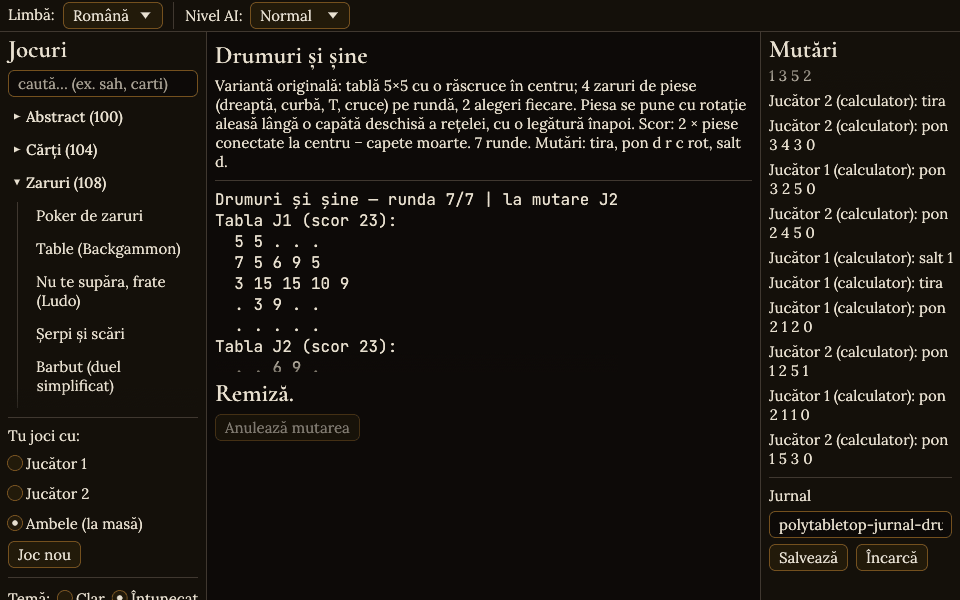 Limbă: Română Nivel AI: Normal
Jocuri
caută... (ex. sah, carti)
Abstract (100)
Cărți (104)
Zaruri (108)
Poker de zaruri
Table (Backgammon)
Nu te supăra, frate
(Ludo)
Șerpi și scări
Barbut (duel
simplificat)
Tu joci cu:
Jucător 1
Jucător 2
Ambele (la masă)
Joc nou
Temă: Clar Întunecat
Drumuri și șine
Variantă originală: tablă 5×5 cu o răscruce în centru; 4 zaruri de piese
(dreaptă, curbă, T, cruce) pe rundă, 2 alegeri fiecare. Piesa se pune cu rotație
aleasă lângă o capătă deschisă a rețelei, cu o legătură înapoi. Scor: 2 × piese
conectate la centru − capete moarte. 7 runde. Mutări: tira, pon d r c rot, salt
d.
Drumuri și șine — runda 7/7 | la mutare J2
Tabla J1 (scor 23):
5 5 . . .
7 5 6 9 5
3 15 15 10 9
. 3 9 . .
. . . . .
Tabla J2 (scor 23):
. . 6 9 .
Remiză.
Anulează mutarea
Mutări
1 3 5 2
Jucător 2 (calculator): tira
Jucător 2 (calculator): pon
3 4 3 0
Jucător 1 (calculator): pon
3 2 5 0
Jucător 2 (calculator): pon
2 4 5 0
Jucător 1 (calculator): salt 1
Jucător 1 (calculator): tira
Jucător 1 (calculator): pon
2 1 2 0
Jucător 2 (calculator): pon
1 2 5 1
Jucător 1 (calculator): pon
2 1 1 0
Jucător 2 (calculator): pon
1 5 3 0
Jurnal
polytabletop-jurnal-dru
Salvează Încarcă